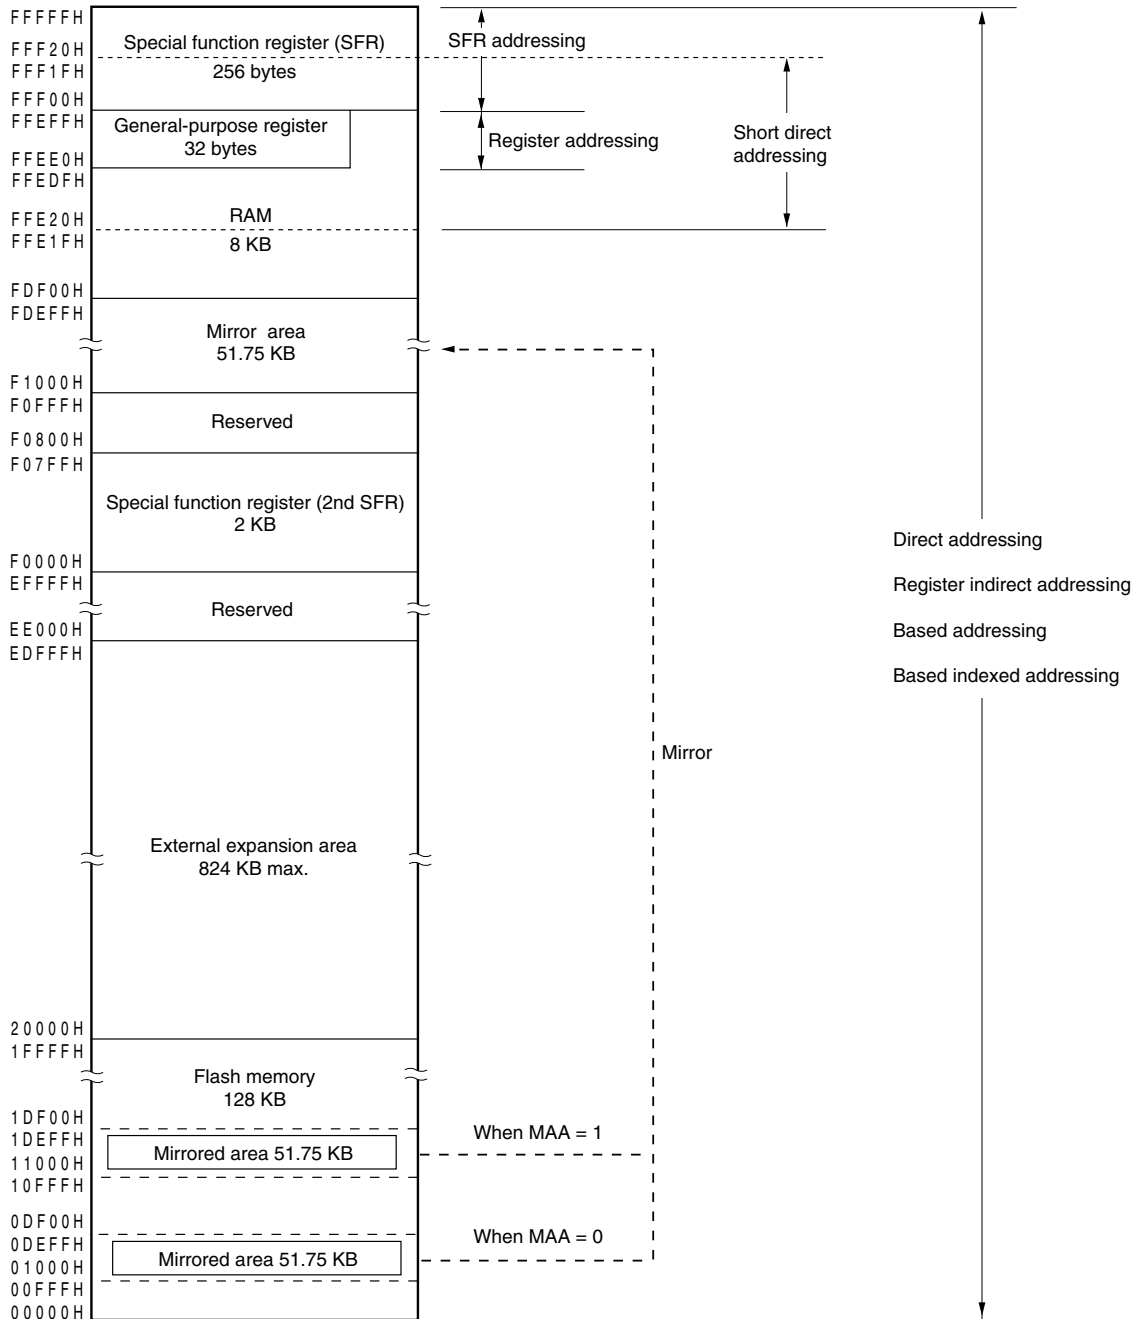 FFFFFH
Special function register (SFR)
SFR addressing
FFF20H
FFF1FH
256 bytes
FFF00H
FFEFFH
General-purpose register
32 bytes
Register addressing
Short direct
addressing
FFEE0H
FFEDFH
FFE20H
RAM
FFE1FH
8 KB
FDF00H
FDEFFH
Mirror area
51.75 KB
F1000H
F0FFFH
Reserved
F0800H
F07FFH
Special function register (2nd SFR)
2 KB
F0000H
EFFFFH
Reserved
EE000H
EDFFFH
Direct addressing
Register indirect addressing
Based addressing
Based indexed addressing
Mirror
External expansion area
824 KB max.
20000H
1FFFFH
Flash memory
128 KB
1DF00H
1DEFFH
Mirrored area 51.75 KB
When MAA = 1
11000H
10FFFH
0DF00H
0DEFFH
Mirrored area 51.75 KB
When MAA = 0
01000H
00FFFH
00000H